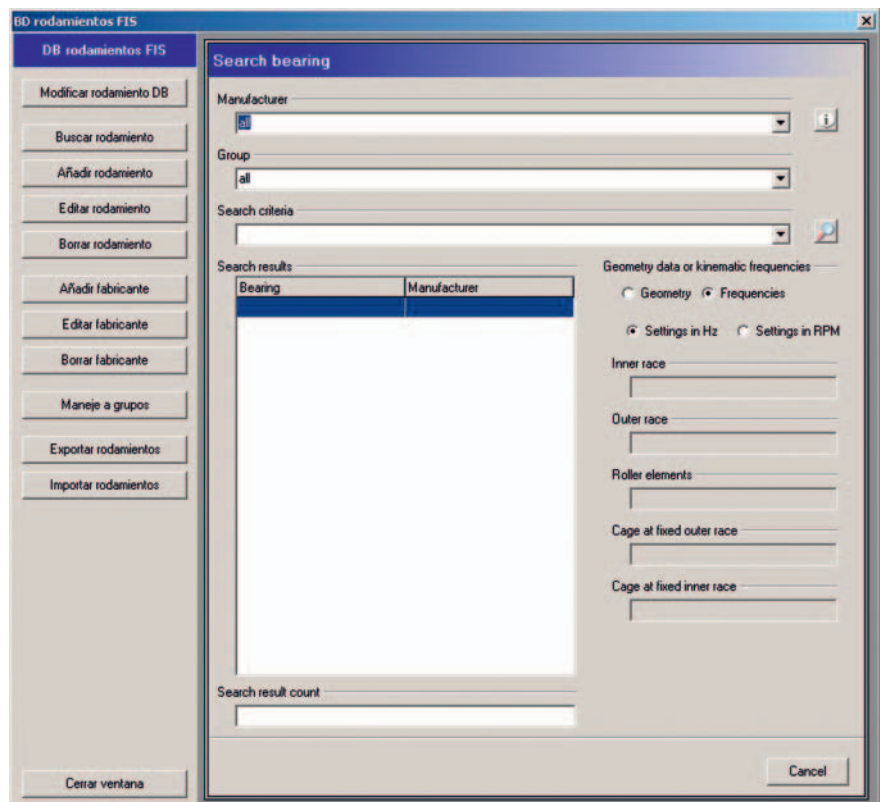 BD rodamientos FIS
DB rodamientos FIS
Modificar rodamiento DB
Buscar rodamiento
Añadir rodamiento
Editar rodamiento
Borrar rodamiento
Añadir fabricante
Editar fabricante
Borrar fabricante
Maneje a grupos
Exportar rodamientos
Importar rodamientos
Cerrar ventana
Search bearing
Manufacturer
all
i
Group
all
Search criteria
Search results
Bearing Manufacturer
Search result count
Geometry data or kinematic frequencies
Geometry Frequencies
Settings in Hz Settings in RPM
Inner race
Outer race
Roller elements
Cage at fixed outer race
Cage at fixed inner race
Cancel